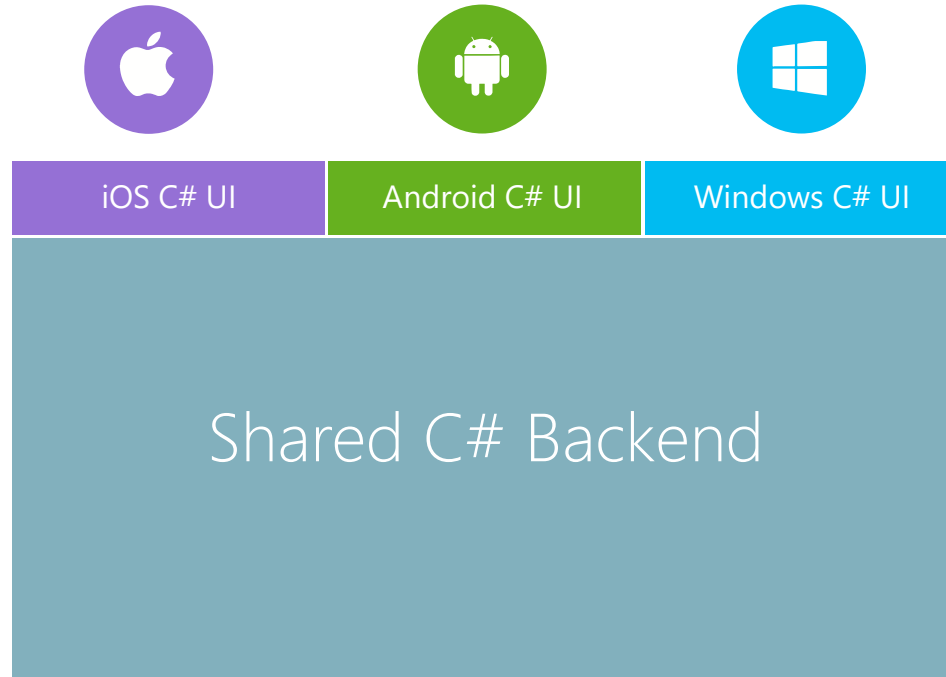 iOS C# UI
Android C# UI
Windows C# UI
Shared C# Backend